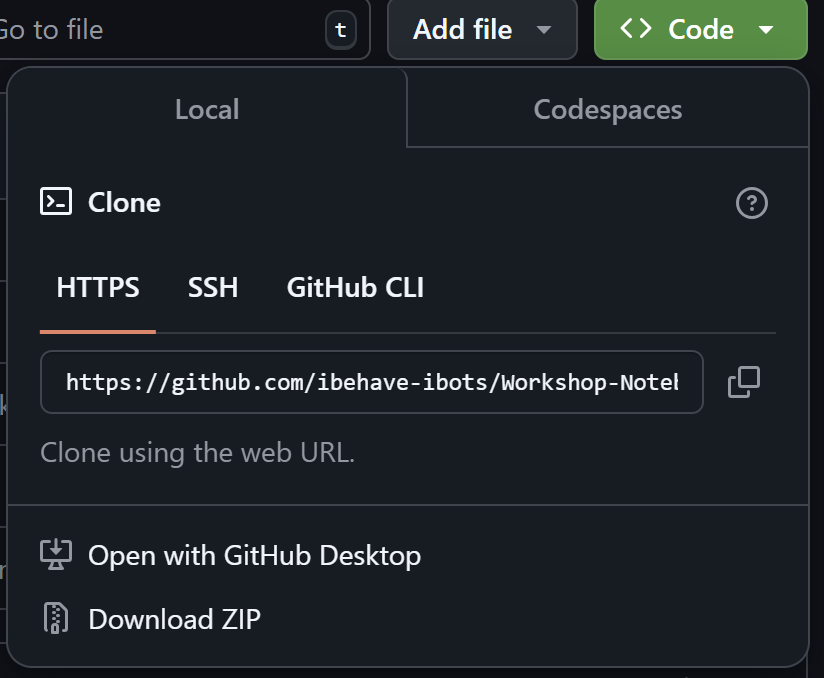 Go to file t Add file Code
Local Codespaces
Clone
HTTPS SSH GitHub CLI
https://github.com/ibehave-ibots/Workshop-Noteb
Clone using the web URL.
Open with GitHub Desktop
Download ZIP